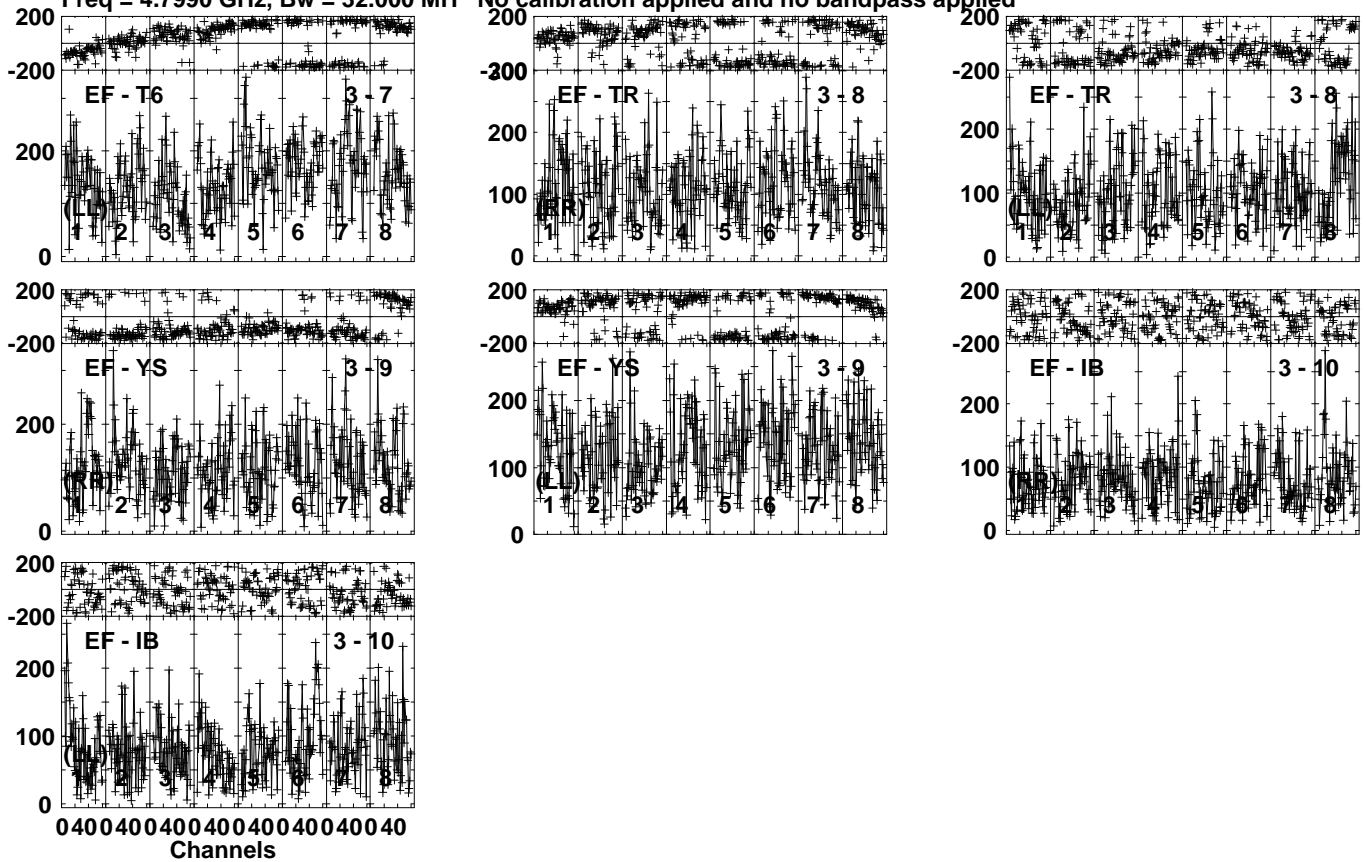 Freq = 4.7990 GHz, Bw = 32.000 MH No calibration applied and no bandpass applied
200 200 200
-200 -200 300 -200
EF - T6 3 - 7 EF - TR 3 - 8 EF - TR 3 - 8
200 200 200
100 100
(LL) (RR) (LL)
1 2 3 4 5 6 7 8 1 2 3 4 5 6 7 8 1 2 3 4 5 6 7 8
0 0 0
200 200 200
-200 -200 -200
EF - YS 3 - 9 EF - YS 3 - 9 EF - IB 3 - 10
200 200 200
100 100
(RR) (LL) (RR)
1 2 3 4 5 6 7 8 1 2 3 4 5 6 7 8 1 2 3 4 5 6 7 8
0 0 0
200
-200
EF - IB 3 - 10
200
100
(LL)
1 2 3 4 5 6 7 8
0
0 40 0 40 0 40 0 40 0 40 0 40 0 40 0 40
Channels